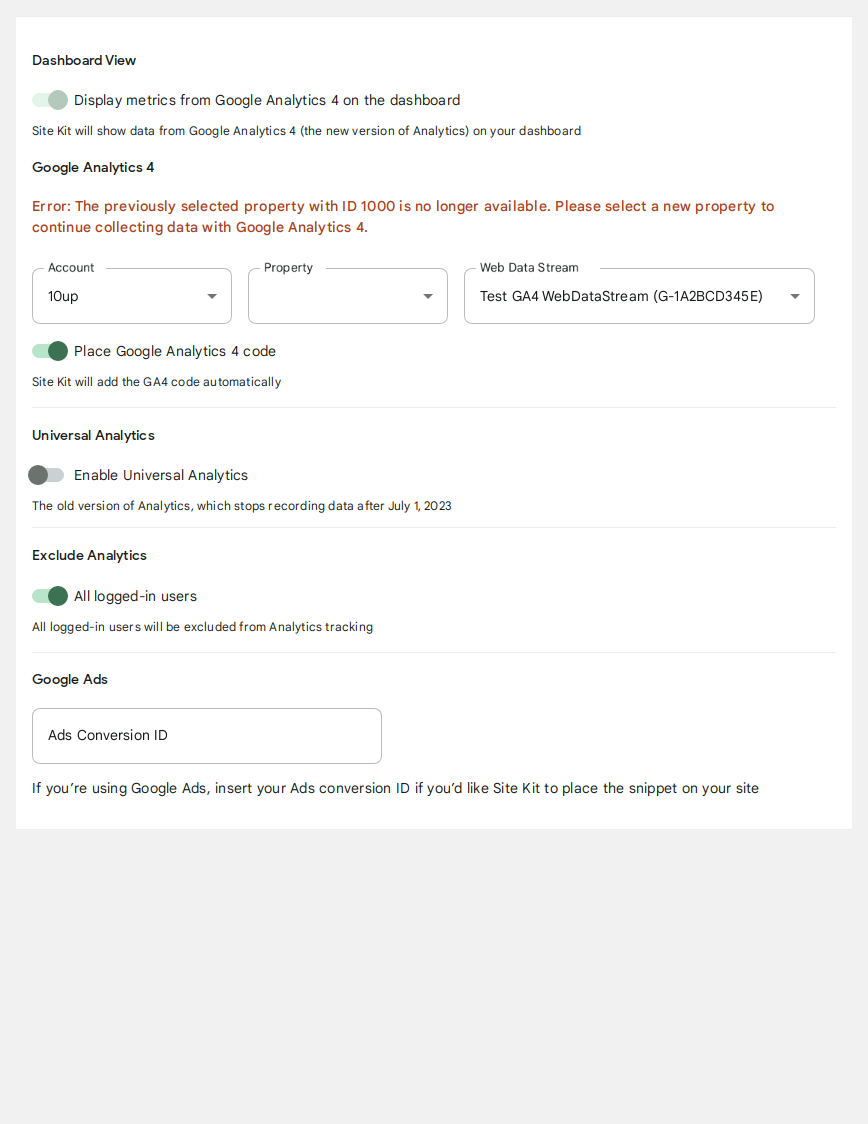 Dashboard View
Display metrics from Google Analytics 4 on the dashboard
Site Kit will show data from Google Analytics 4 (the new version of Analytics) on your dashboard
Google Analytics 4
Error: The previously selected property with ID 1000 is no longer available. Please select a new property to
continue collecting data with Google Analytics 4.
Account
10up
Property
Web Data Stream
Test GA4 WebDataStream (G-1A2BCD345E)
Place Google Analytics 4 code
Site Kit will add the GA4 code automatically
Universal Analytics
Enable Universal Analytics
The old version of Analytics, which stops recording data after July 1, 2023
Exclude Analytics
All logged-in users
All logged-in users will be excluded from Analytics tracking
Google Ads
Ads Conversion ID
If you’re using Google Ads, insert your Ads conversion ID if you’d like Site Kit to place the snippet on your site